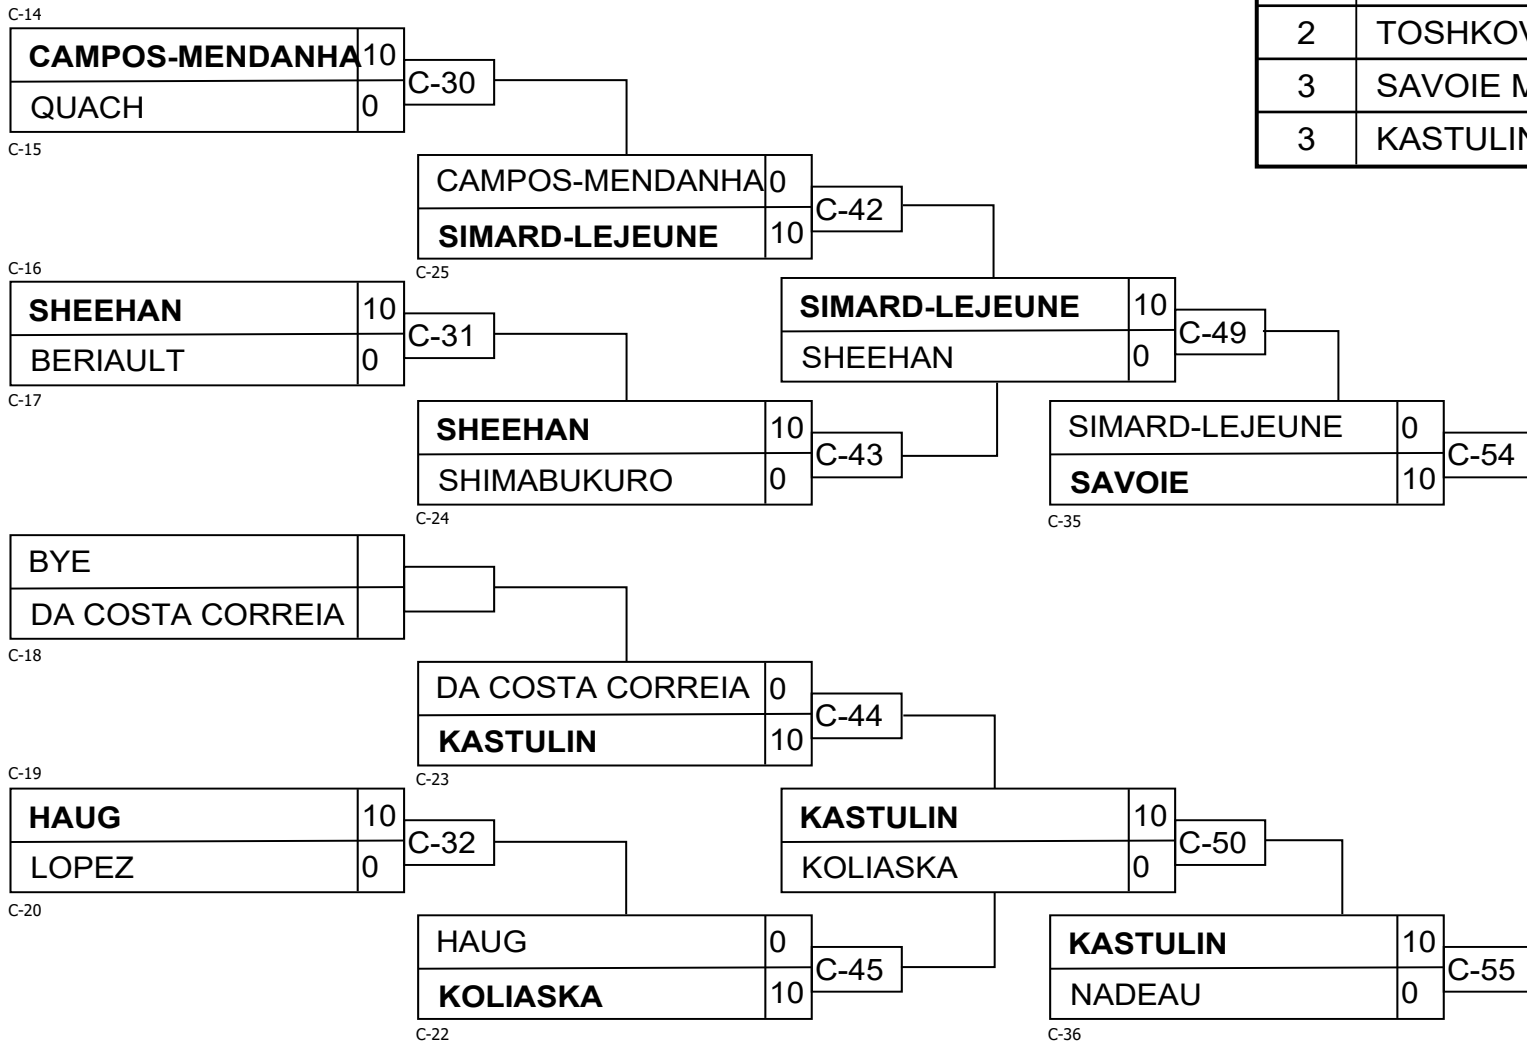 C-14
CAMPOS-MENDANHA 10
QUACH 0
C-30
C-15
CAMPOS-MENDANHA 0
SIMARD-LEJEUNE 10
C-42
C-25
C-16
SHEEHAN 10
BERIAULT 0
C-31
C-17
SIMARD-LEJEUNE 10
SHEEHAN 0
C-49
SHEEHAN 10
SHIMABUKURO 0
C-43
C-24
SIMARD-LEJEUNE 0
SAVOIE 10
C-54
C-35
BYE
DA COSTA CORREIA
C-18
DA COSTA CORREIA 0
KASTULIN 10
C-44
C-23
C-19
HAUG 10
LOPEZ 0
C-32
C-20
KASTULIN 10
KOLIASKA 0
C-50
HAUG 0
KOLIASKA 10
C-45
C-22
KASTULIN 10
NADEAU 0
C-55
C-36
2 TOSHKOV
3 SAVOIE M
3 KASTULIN